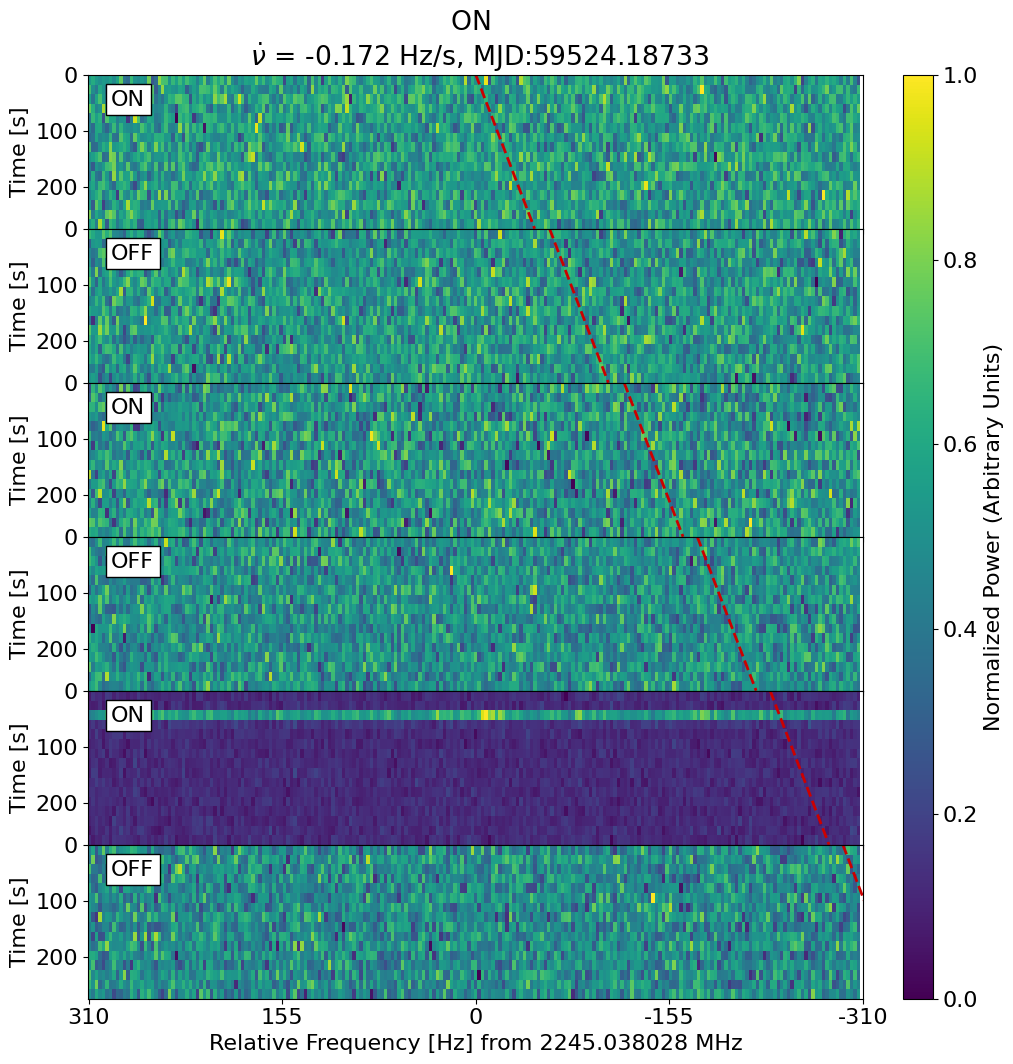 ON
ν̇ = -0.172 Hz/s, MJD:59524.18733
0
100
200
Time [s]
ON
0
100
200
Time [s]
OFF
0
100
200
Time [s]
ON
0
100
200
Time [s]
OFF
0
100
200
Time [s]
ON
0
100
200
Time [s]
OFF
310 155 0 -155 -310
Relative Frequency [Hz] from 2245.038028 MHz
1.0
0.8
0.6
0.4
0.2
0.0
Normalized Power (Arbitrary Units)